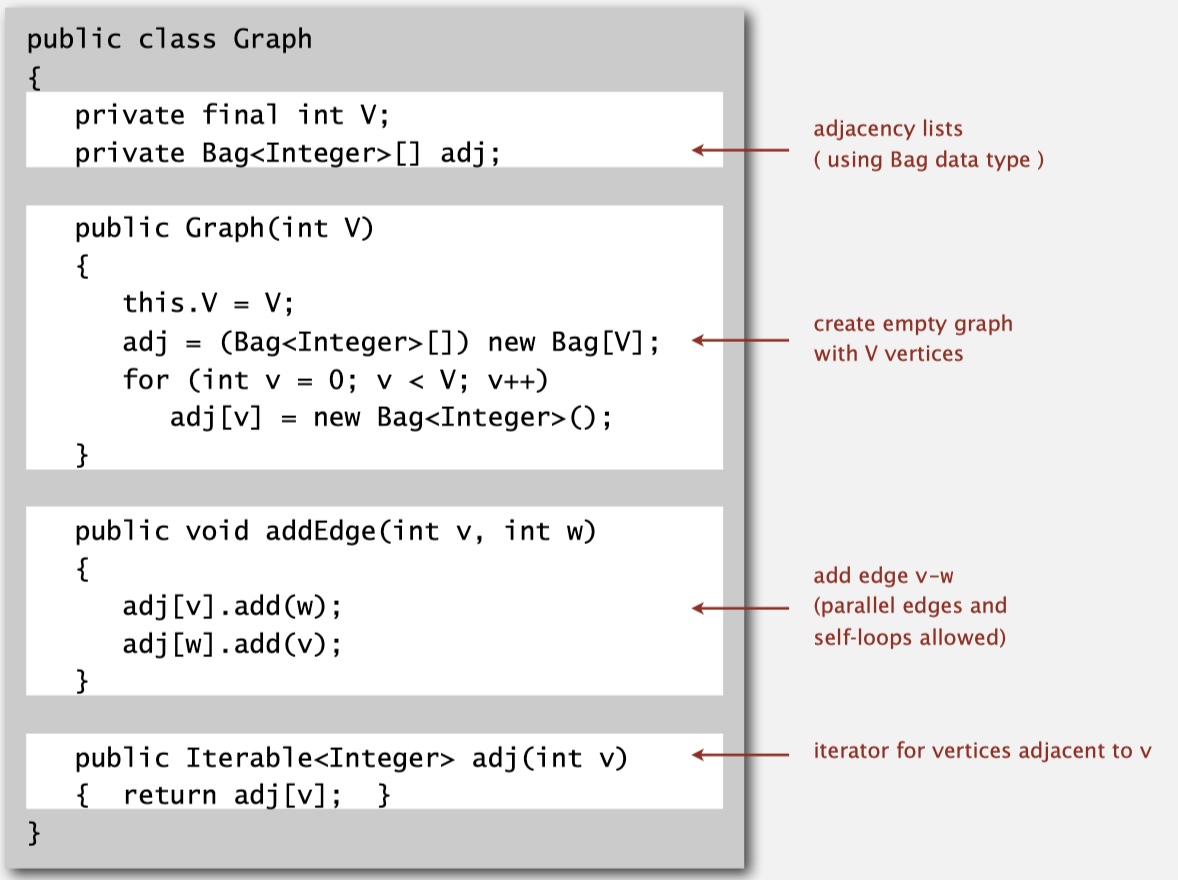 public class Graph
{
private final int V;
private Bag<Integer>[] adj;
adjacency lists
( using Bag data type )
public Graph(int V)
{
this.V = V;
adj = (Bag<Integer>[]) new Bag[V];
for (int v = 0; v < V; v++)
adj[v] = new Bag<Integer>();
}
create empty graph
with V vertices
public void addEdge(int v, int w)
{
adj[v].add(w);
adj[w].add(v);
}
add edge v-w
(parallel edges and
self-loops allowed)
public Iterable<Integer> adj(int v)
{ return adj[v]; }
iterator for vertices adjacent to v
}